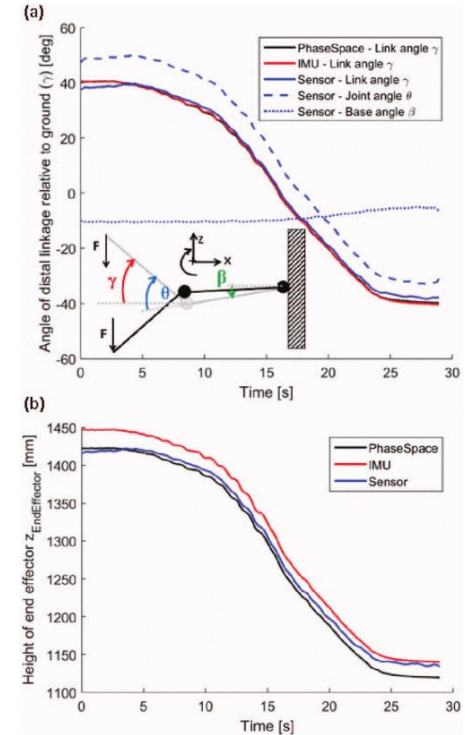 (a)
Angle of distal linkage relative to ground (γ) [deg]
60
40
20
0
-20
-40
-60
PhaseSpace - Link angle γ
IMU - Link angle γ
Sensor - Link angle γ
Sensor - Joint angle θ
Sensor - Base angle β
F
γ
θ
F
z
x
β
0
5
10
15
20
25
30
Time [s]
(b)
Height of end effector zEndEffector [mm]
1450
1400
1350
1300
1250
1200
1150
1100
PhaseSpace
IMU
Sensor
0
5
10
15
20
25
30
Time [s]